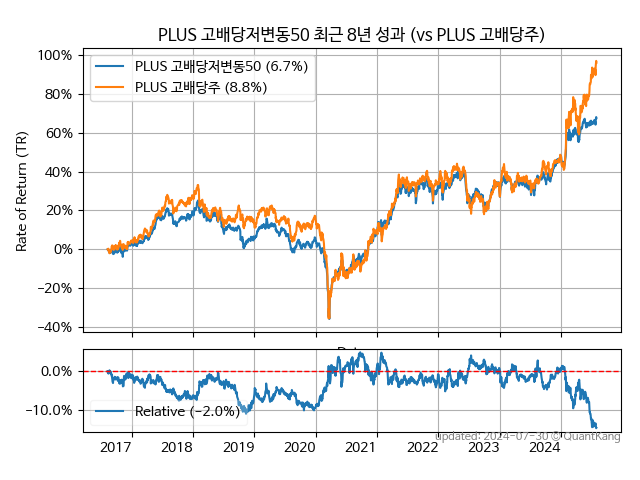 PLUS 고배당저변동50 최근 8년 성과 (vs PLUS 고배당주)
Rate of Return (TR)
100%
80%
60%
40%
20%
0%
−20%
−40%
PLUS 고배당저변동50 (6.7%)
PLUS 고배당주 (8.8%)
0.0%
−10.0%
Relative (−2.0%)
2017 2018 2019 2020 2021 2022 2023 2024
updated: 2024-07-30 © QuantKang